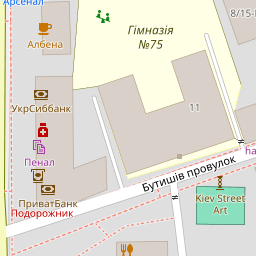 Арсенал
Албена
Гімназія
№75
8/15-
УкрСиббанк
11
Пенал
ПриватБанк
Подорожник
Бутишів провулок
Kiev Street
Art